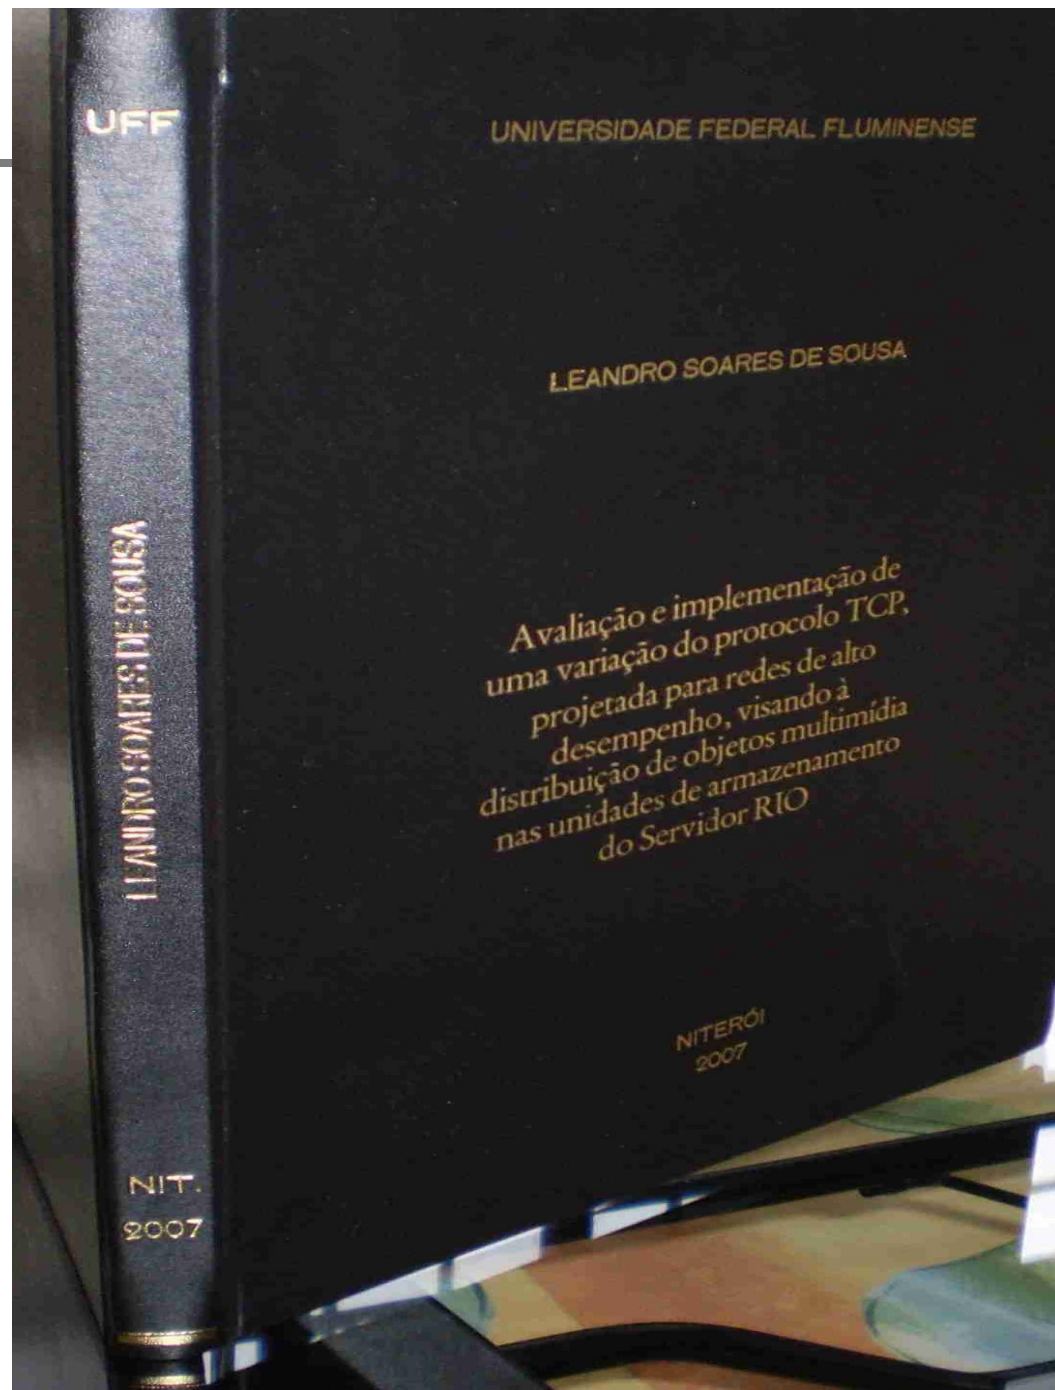 UFF
LEANDRO SOARES DE SOUSA
NIT.
2007
UNIVERSIDADE FEDERAL FLUMINENSE
LEANDRO SOARES DE SOUSA
Avaliação e implementação de
uma variação do protocolo TCP,
projetada para redes de alto
desempenho, visando à
distribuição de objetos multimídia
nas unidades de armazenamento
do Servidor RIO
NITERÓI
2007